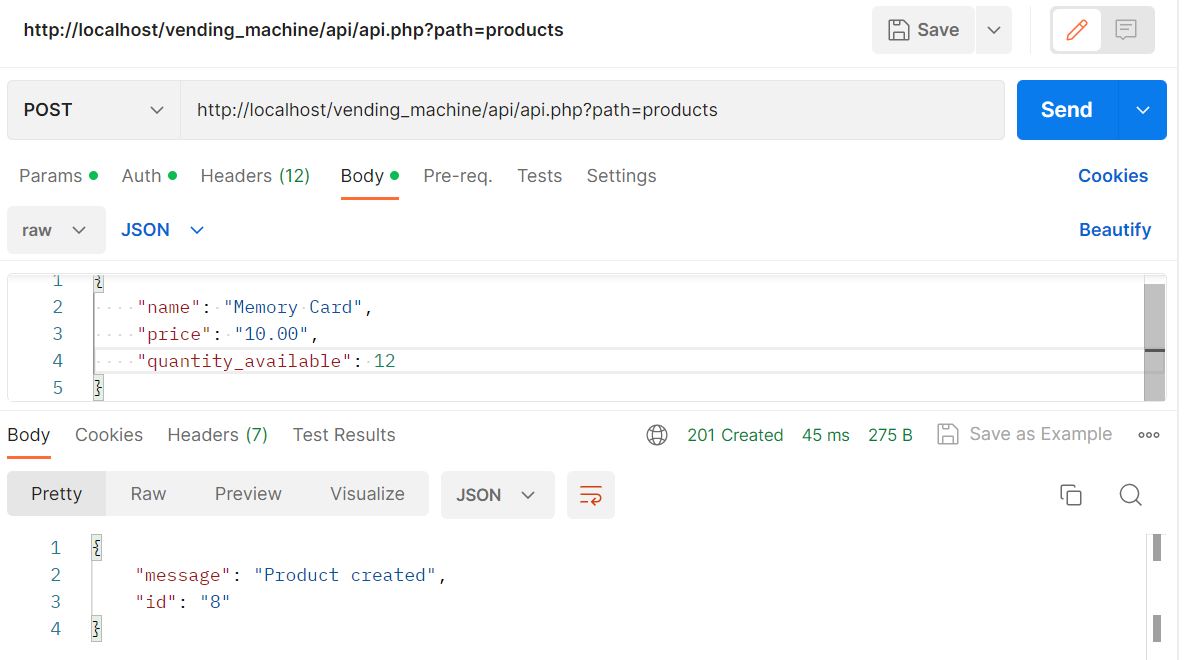 http://localhost/vending_machine/api/api.php?path=products Save
POST http://localhost/vending_machine/api/api.php?path=products Send
Params Auth Headers (12) Body Pre-req. Tests Settings Cookies
raw JSON Beautify
1 {
2 "name": "Memory Card",
3 "price": "10.00",
4 "quantity_available": 12
5 }
Body Cookies Headers (7) Test Results 201 Created 45 ms 275 B Save as Example
Pretty Raw Preview Visualize JSON
1 {
2 "message": "Product created",
3 "id": "8"
4 }